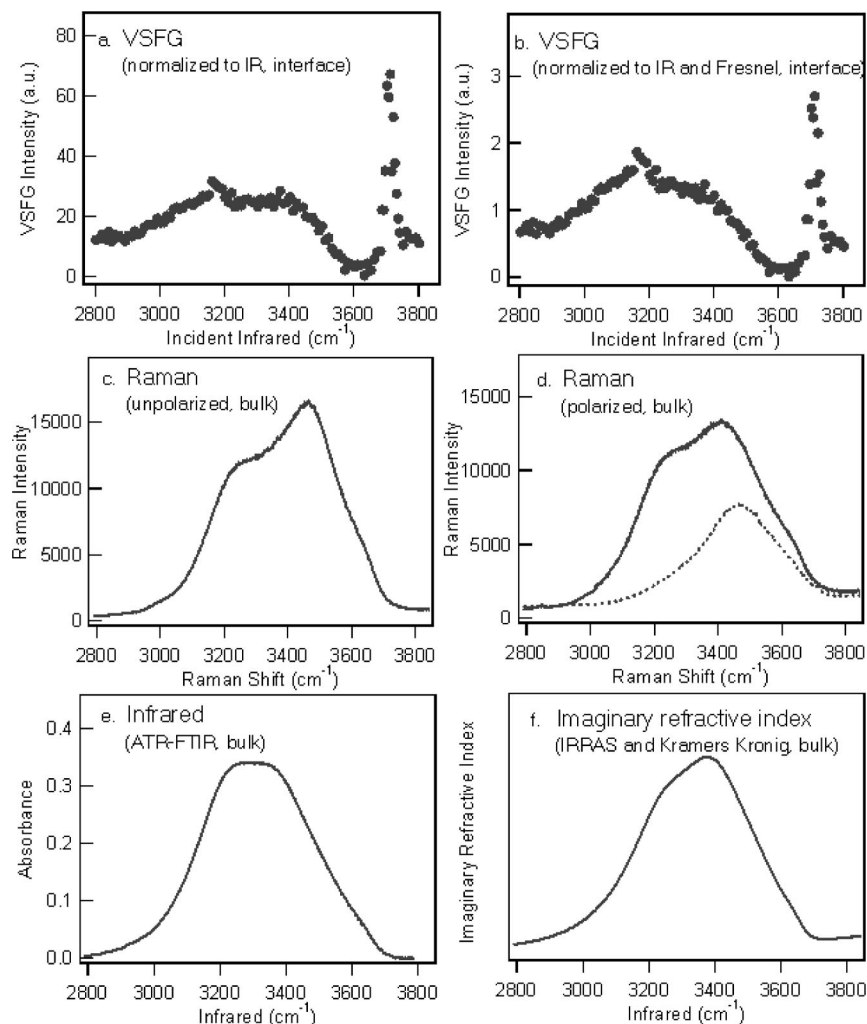 a. VSFG
(normalized to IR, interface)
VSFG Intensity (a.u.)
80
60
40
20
0
2800 3000 3200 3400 3600 3800
Incident Infrared (cm-1)
b. VSFG
(normalized to IR and Fresnel, interface)
VSFG Intensity (a.u.)
3
2
1
0
2800 3000 3200 3400 3600 3800
Incident Infrared (cm-1)
c. Raman
(unpolarized, bulk)
Raman Intensity
15000
10000
5000
0
2800 3000 3200 3400 3600 3800
Raman Shift (cm-1)
d. Raman
(polarized, bulk)
Raman Intensity
15000
10000
5000
0
2800 3000 3200 3400 3600 3800
Raman Shift (cm-1)
e. Infrared
(ATR-FTIR, bulk)
Absorbance
0.4
0.3
0.2
0.1
0.0
2800 3000 3200 3400 3600 3800
Infrared (cm-1)
f. Imaginary refractive index
(IRRAS and Kramers Kronig, bulk)
Imaginary Refractive Index
2800 3000 3200 3400 3600 3800
Infrared (cm-1)